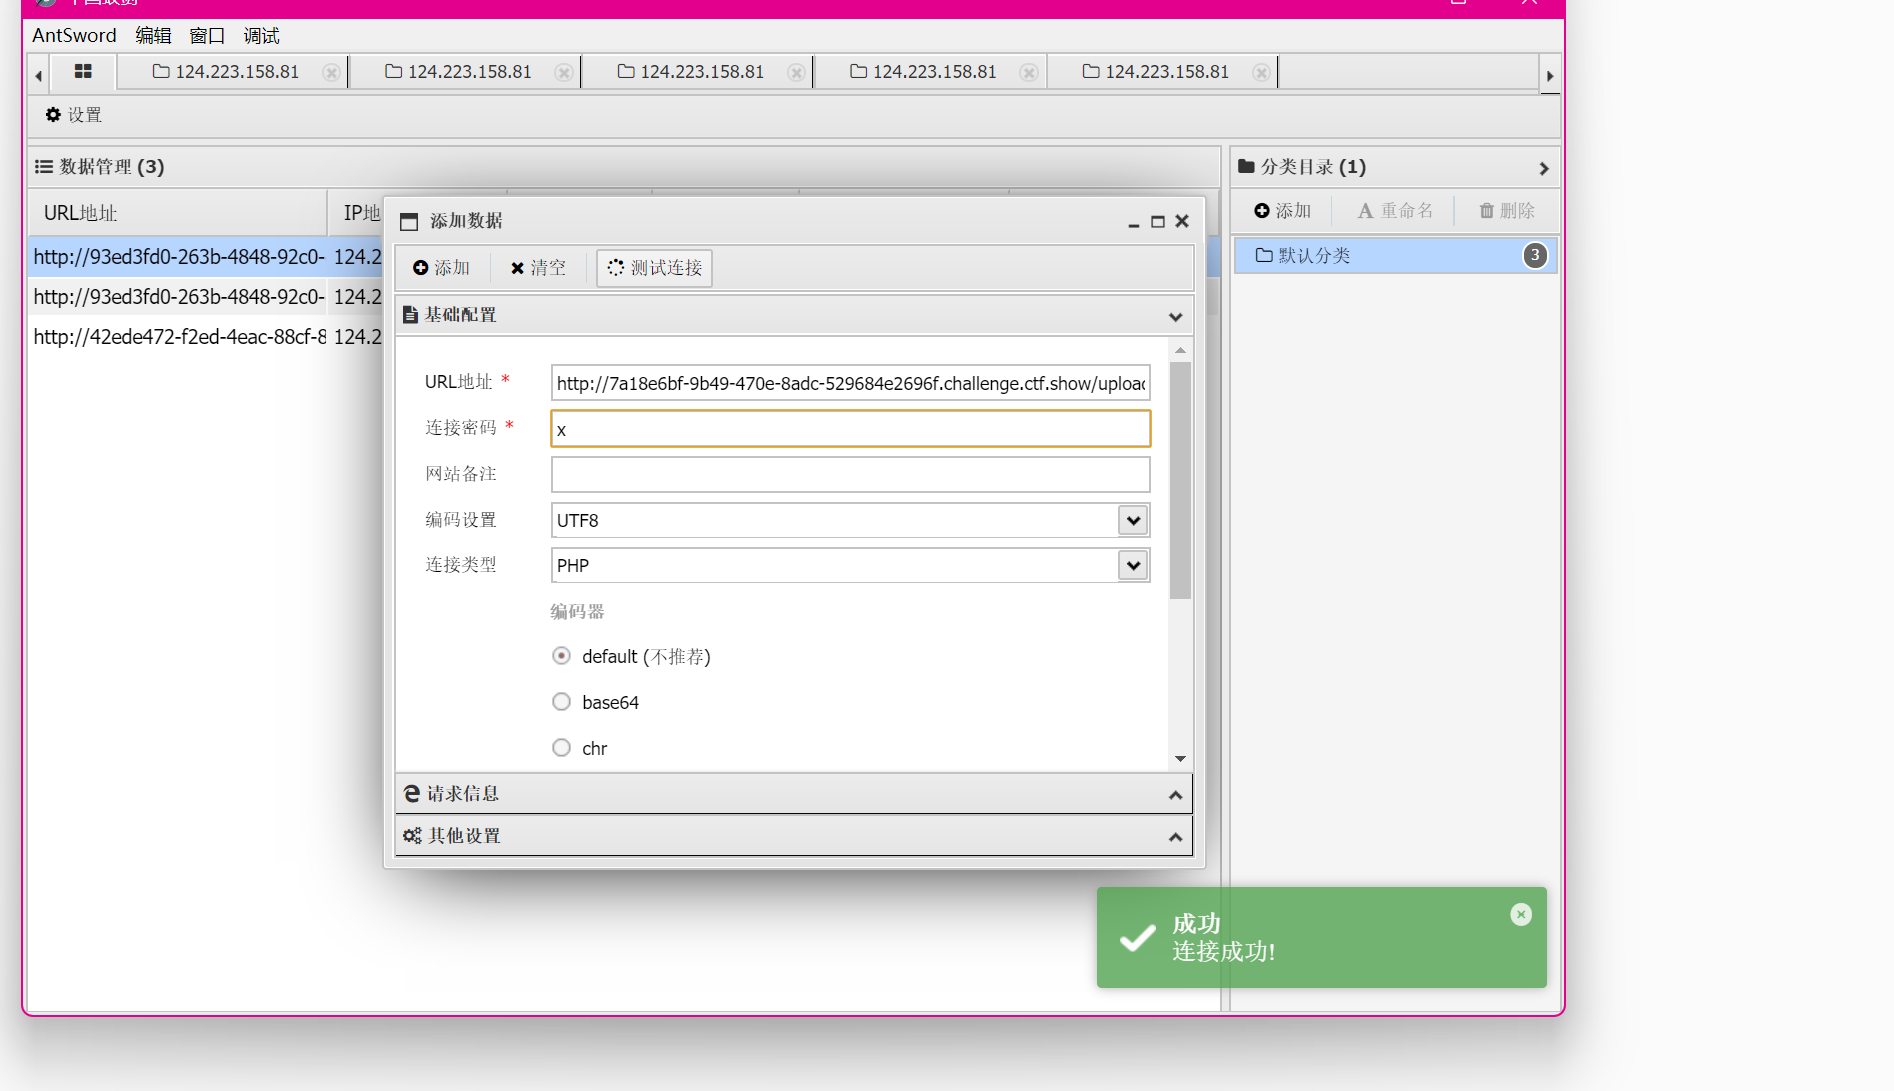 AntSword 编辑 窗口 调试
124.223.158.81 124.223.158.81 124.223.158.81 124.223.158.81 124.223.158.81
设置
数据管理 (3)
URL地址 IP地
http://93ed3fd0-263b-4848-92c0- 124.2
http://93ed3fd0-263b-4848-92c0- 124.2
http://42ede472-f2ed-4eac-88cf-8 124.2
添加数据
添加 清空 测试连接
基础配置
URL地址 * http://7a18e6bf-9b49-470e-8adc-529684e2696f.challenge.ctf.show/upload
连接密码 * x
网站备注
编码设置 UTF8
连接类型 PHP
编码器
default (不推荐)
base64
chr
请求信息
其他设置
分类目录 (1)
添加 重命名 删除
默认分类 3
成功
连接成功!